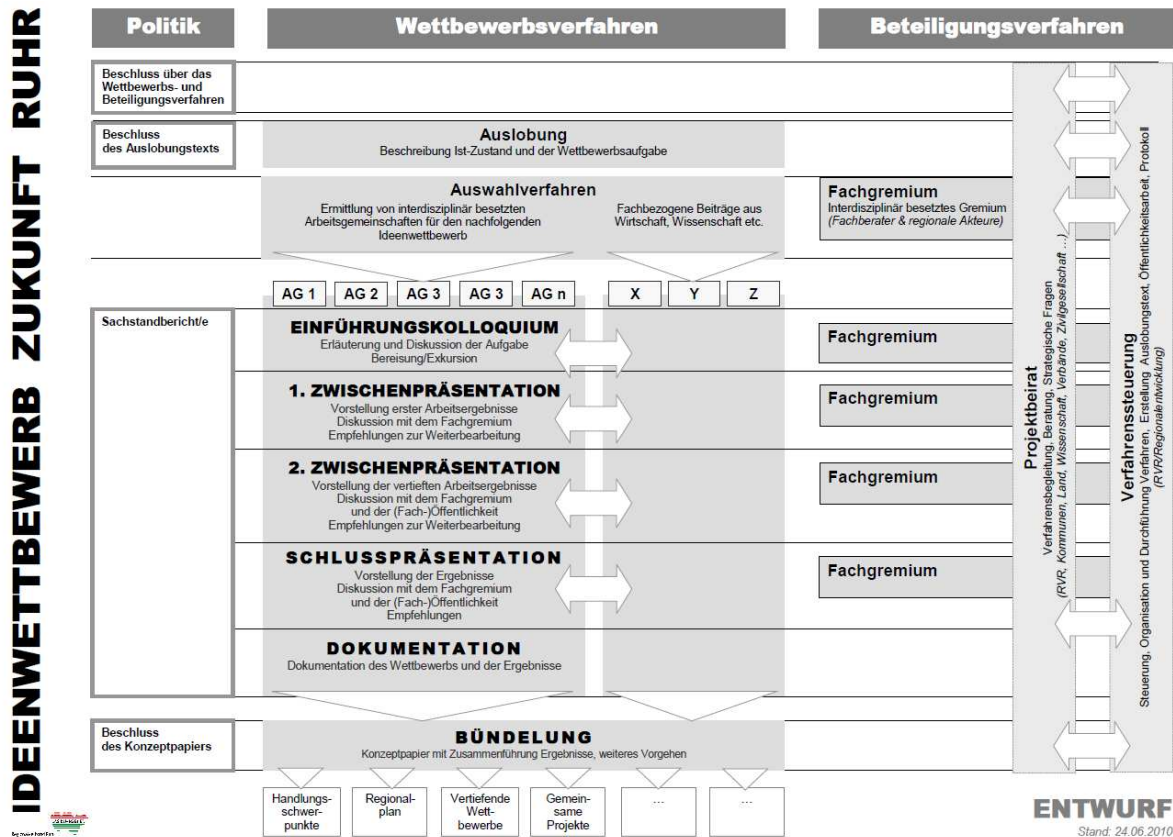 IDEENWETTBEWERB ZUKUNFT RUHR
Politik
Wettbewerbsverfahren
Beteiligungsverfahren
Beschluss über das
Wettbewerbs- und
Beteiligungsverfahren
Beschluss
des Auslobungstexts
Auslobung
Beschreibung Ist-Zustand und der Wettbewerbsaufgabe
Auswahlverfahren
Ermittlung von interdisziplinär besetzten
Arbeitsgemeinschaften für den nachfolgenden
Ideenwettbewerb
Fachbezogene Beiträge aus
Wirtschaft, Wissenschaft etc.
Fachgremium
Interdisziplinär besetztes Gremium
(Fachberater & regionale Akteure)
AG 1
AG 2
AG 3
AG 3
AG n
X
Y
Z
Sachstandbericht/e
EINFÜHRUNGSKOLLOQUIUM
Erläuterung und Diskussion der Aufgabe
Bereisung/Exkursion
Fachgremium
1. ZWISCHENPRÄSENTATION
Vorstellung erster Arbeitsergebnisse
Diskussion mit dem Fachgremium
Empfehlungen zur Weiterbearbeitung
Fachgremium
2. ZWISCHENPRÄSENTATION
Vorstellung der vertieften Arbeitsergebnisse
Diskussion mit dem Fachgremium
und der (Fach-)Öffentlichkeit
Empfehlungen zur Weiterbearbeitung
Fachgremium
SCHLUSSPRÄSENTATION
Vorstellung der Ergebnisse
Diskussion mit dem Fachgremium
und der (Fach-)Öffentlichkeit
Empfehlungen
Fachgremium
DOKUMENTATION
Dokumentation des Wettbewerbs und der Ergebnisse
Beschluss
des Konzeptpapiers
BÜNDELUNG
Konzeptpapier mit Zusammenführung Ergebnisse, weiteres Vorgehen
Handlungs-
schwer-
punkte
Regional-
plan
Vertiefende
Wett-
bewerbe
Gemein-
same
Projekte
...
...
Projektbeirat
Verfahrensbegleitung, Beratung, Strategische Fragen
(RVR, Kommunen, Land, Wissenschaft, Verbände, Zivilgesellschaft ...)
Verfahrenssteuerung
Steuerung, Organisation und Durchführung Verfahren, Erstellung Auslobungstext, Öffentlichkeitsarbeit, Protokoll
(RVR/Regionalentwicklung)
ENTWURF
Stand: 24.06.2010